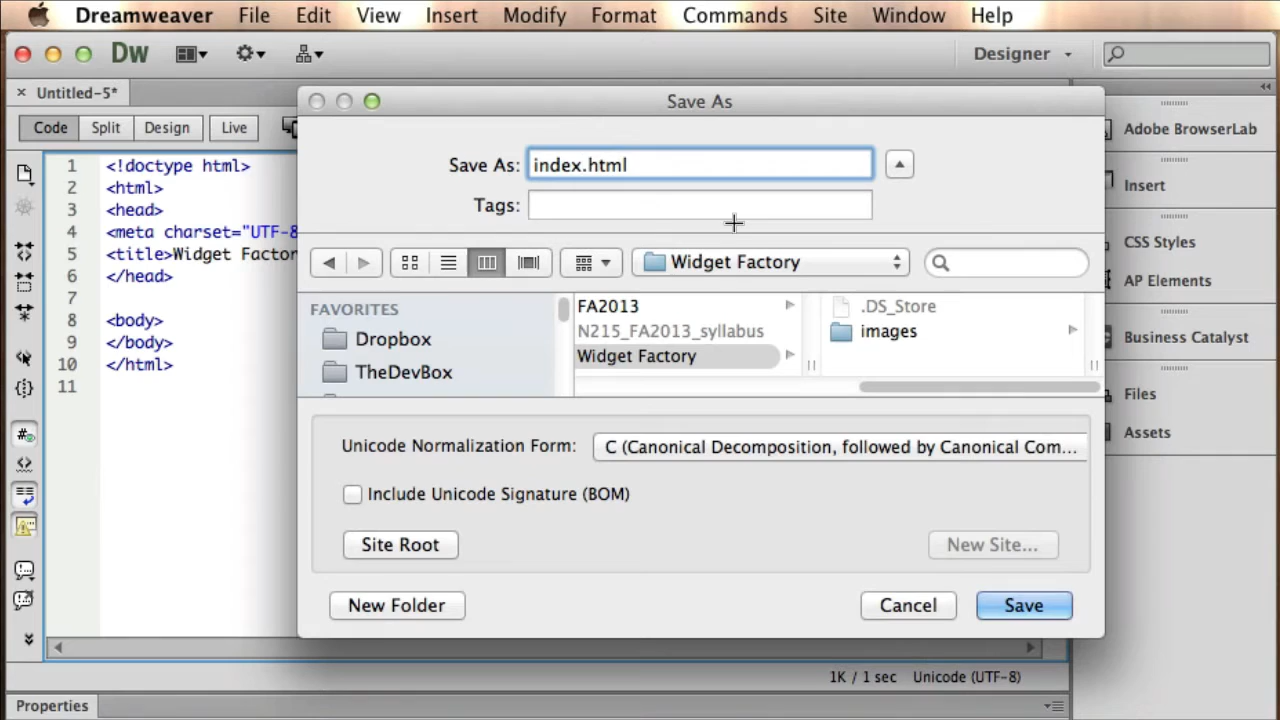 Dreamweaver File Edit View Insert Modify Format Commands Site Window Help
DW Designer
× Untitled-5*
Save As
Code Split Design Live
Save As: index.html
Tags:
1 <!doctype html>
2 <html>
3 <head>
4 <meta charset="UTF-8
5 <title>Widget Factor
6 </head>
7
8 <body>
9 </body>
10 </html>
11
Widget Factory
FAVORITES
Dropbox
TheDevBox
FA2013
N215_FA2013_syllabus
Widget Factory
.DS_Store
images
Unicode Normalization Form: C (Canonical Decomposition, followed by Canonical Com...
Include Unicode Signature (BOM)
Site Root New Site...
New Folder Cancel Save
Adobe BrowserLab
Insert
CSS Styles
AP Elements
Business Catalyst
Files
Assets
1K / 1 sec Unicode (UTF-8)
Properties